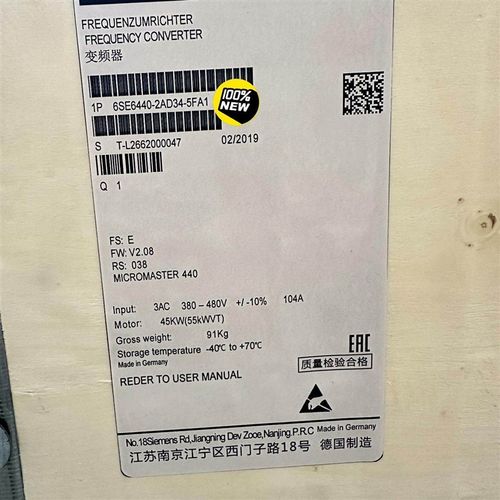 FREQUENZUMRICHTER
FREQUENCY CONVERTER
变频器
1P 6SE6440-2AD34-5FA1
100%
NEW
S T-L2662000047 02/2019
Q 1
FS: E
FW: V2.08
RS: 038
MICROMASTER 440
Input: 3AC 380 - 480V +/-10% 104A
Motor: 45KW(55kWVT)
Gross weight: 91Kg
Storage temperature -40℃ to +70℃
Made in Germany
EAC
质量检验合格
REDER TO USER MANUAL
No.18Siemens Rd,Jiangning Dev Zooe,Nanjing.P.R.C Made in Germany
江苏南京江宁区西门子路18号 德国制造